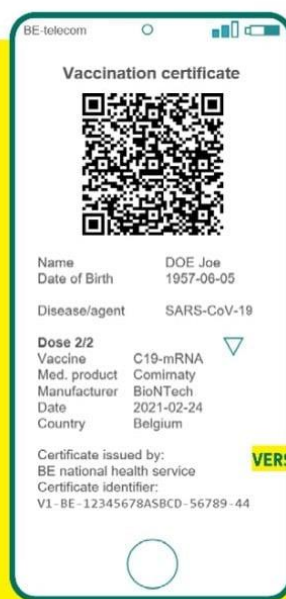 BE-telecom
Vaccination certificate
Name DOE Joe
Date of Birth 1957-06-05
Disease/agent SARS-CoV-19
Dose 2/2
Vaccine C19-mRNA
Med. product Comirnaty
Manufacturer BioNTech
Date 2021-02-24
Country Belgium
Certificate issued by:
BE national health service
Certificate identifier:
V1-BE-12345678ASBCD-56789-44
VERS